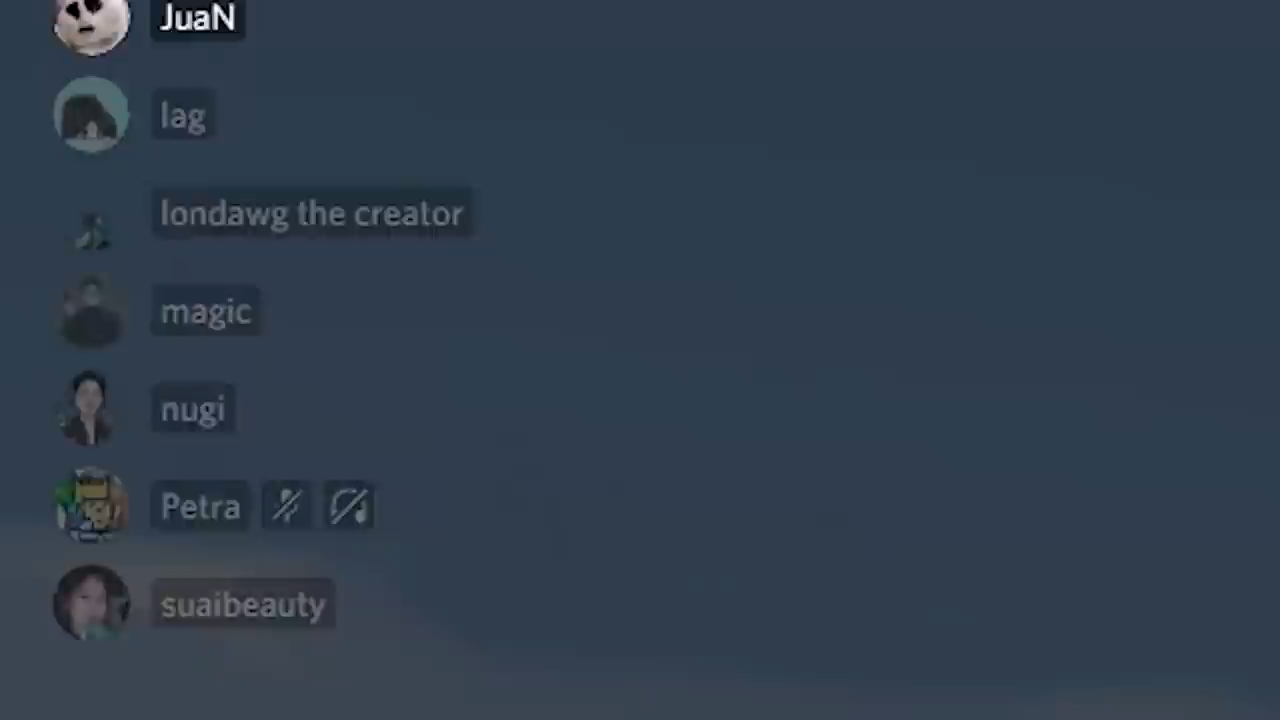 JuaN
lag
londawg the creator
magic
nugi
Petra
suaibeauty